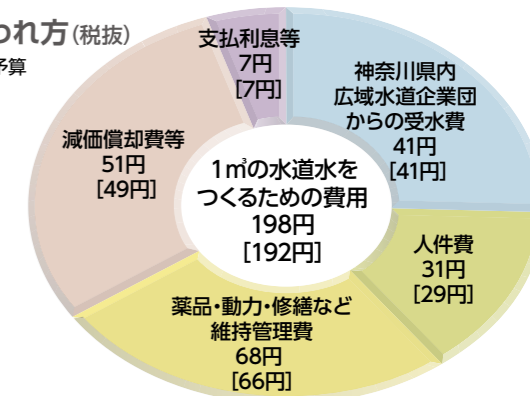 われ方(税抜)
予算
支払利息等
7円
[7円]
神奈川県内
広域水道企業団
からの受水費
41円
[41円]
減価償却費等
51円
[49円]
1㎥の水道水を
つくるための費用
198円
[192円]
人件費
31円
[29円]
薬品・動力・修繕など
維持管理費
68円
[66円]